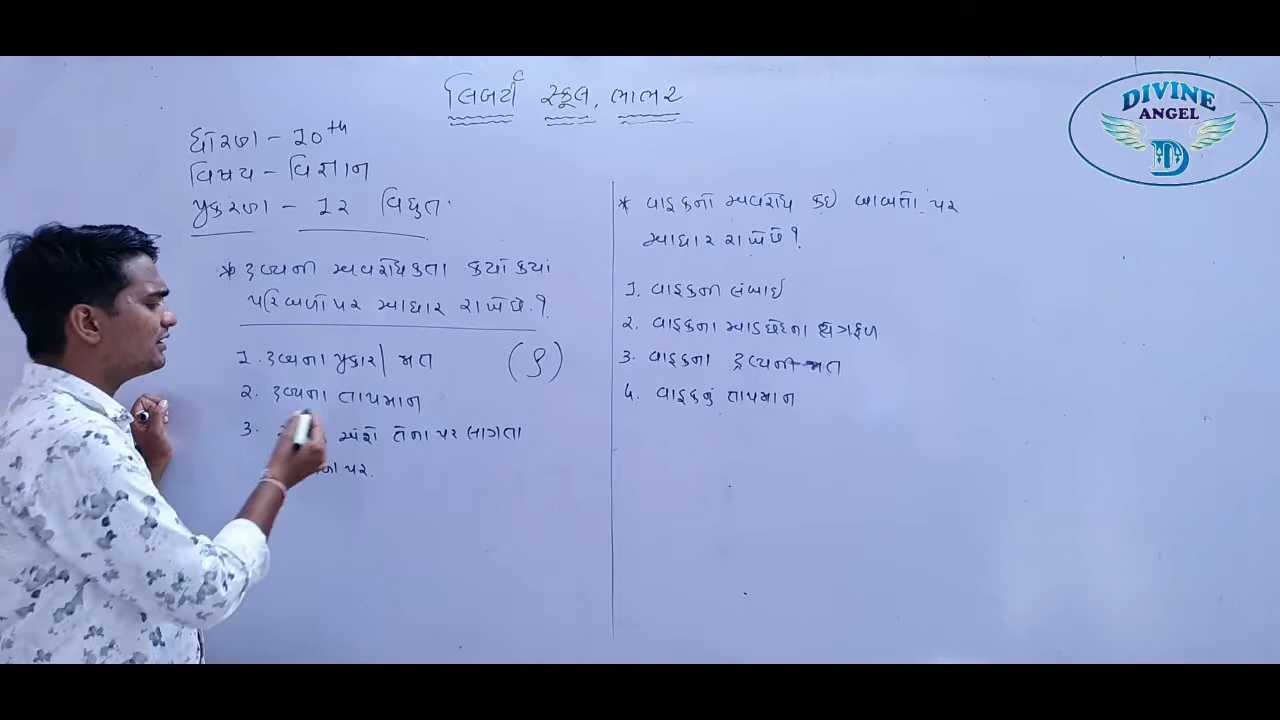 લિબર્ટી સ્કૂલ, ભાભર
DIVINE
ANGEL
D
ધોરણ - 10th
વિષય - વિજ્ઞાન
પ્રકરણ - 12 વિદ્યુત
* દ્રવ્યની અવરોધકતા કયાં કયાં
પરિબળો પર આધાર રાખે છે.?
1. દ્રવ્યના પ્રકાર/ જાત (ρ)
2. દ્રવ્યના તાપમાન
3. અંશે તેના પર લાગતા
પર.
* વાહકનો અવરોધ કઈ બાબતો પર
આધાર રાખે છે?
1. વાહકની લંબાઈ
2. વાહકના આડછેદના ક્ષેત્રફળ
3. વાહકના દ્રવ્યની જાત
4. વાહકનું તાપમાન